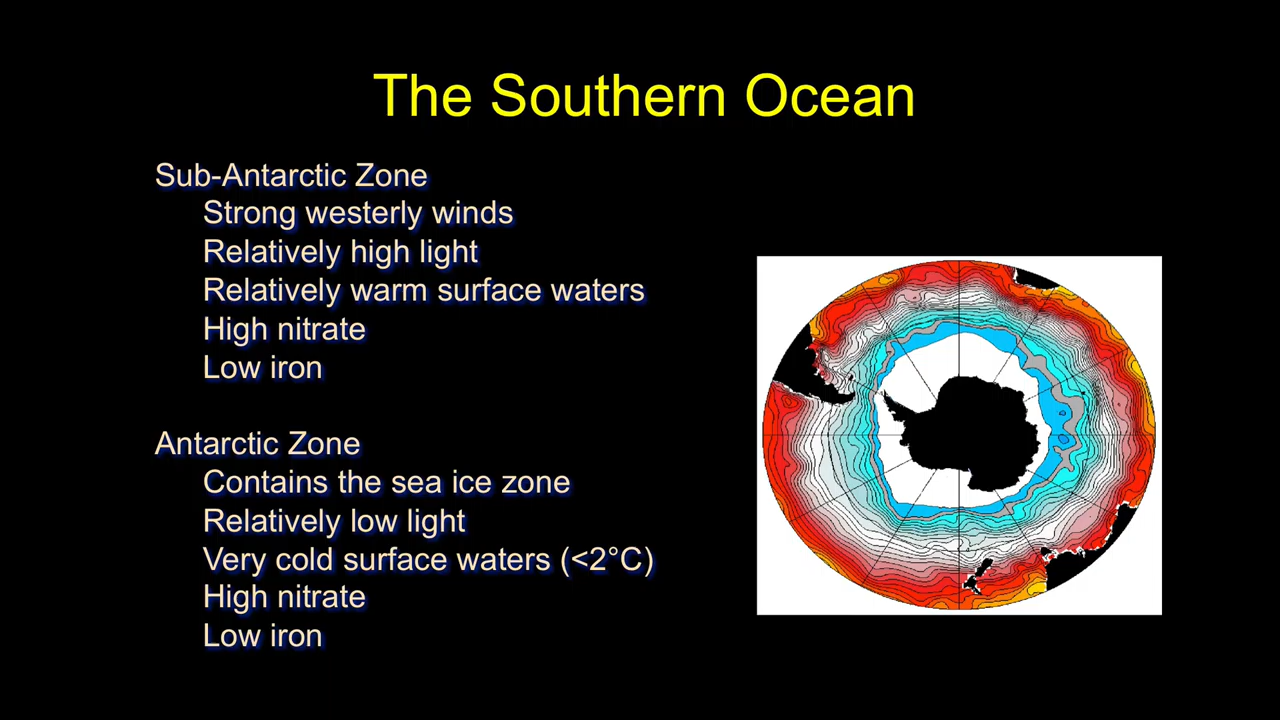 The Southern Ocean
Sub-Antarctic Zone
Strong westerly winds
Relatively high light
Relatively warm surface waters
High nitrate
Low iron
Antarctic Zone
Contains the sea ice zone
Relatively low light
Very cold surface waters (<2°C)
High nitrate
Low iron